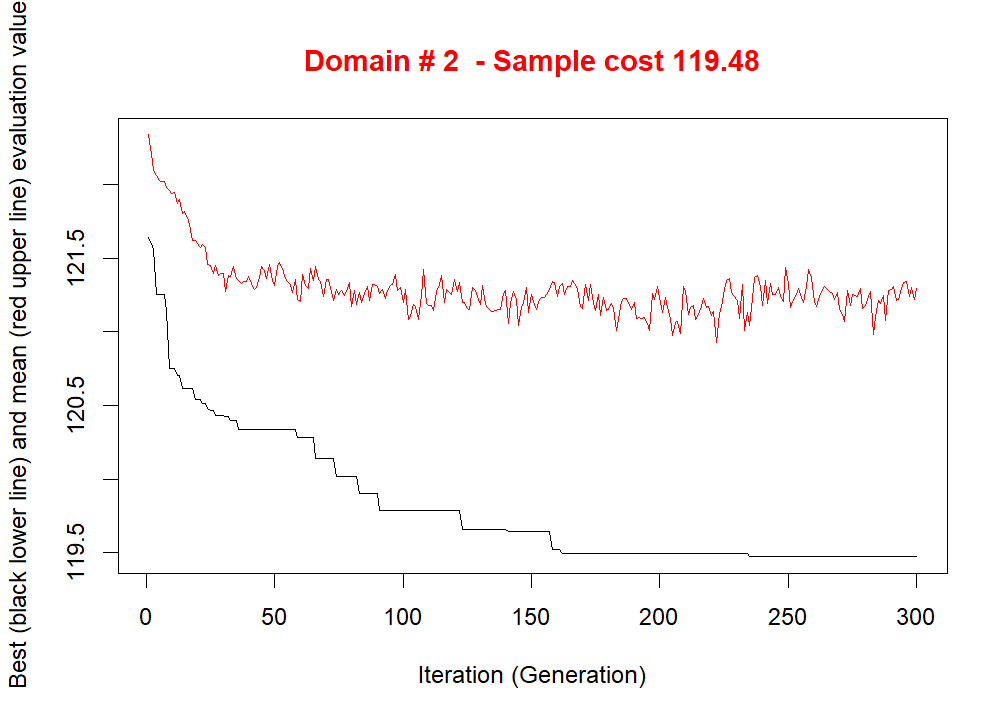 Domain # 2  - Sample cost 119.48
Best (black lower line) and mean (red upper line) evaluation value
121.5
120.5
119.5
0 50 100 150 200 250 300
Iteration (Generation)